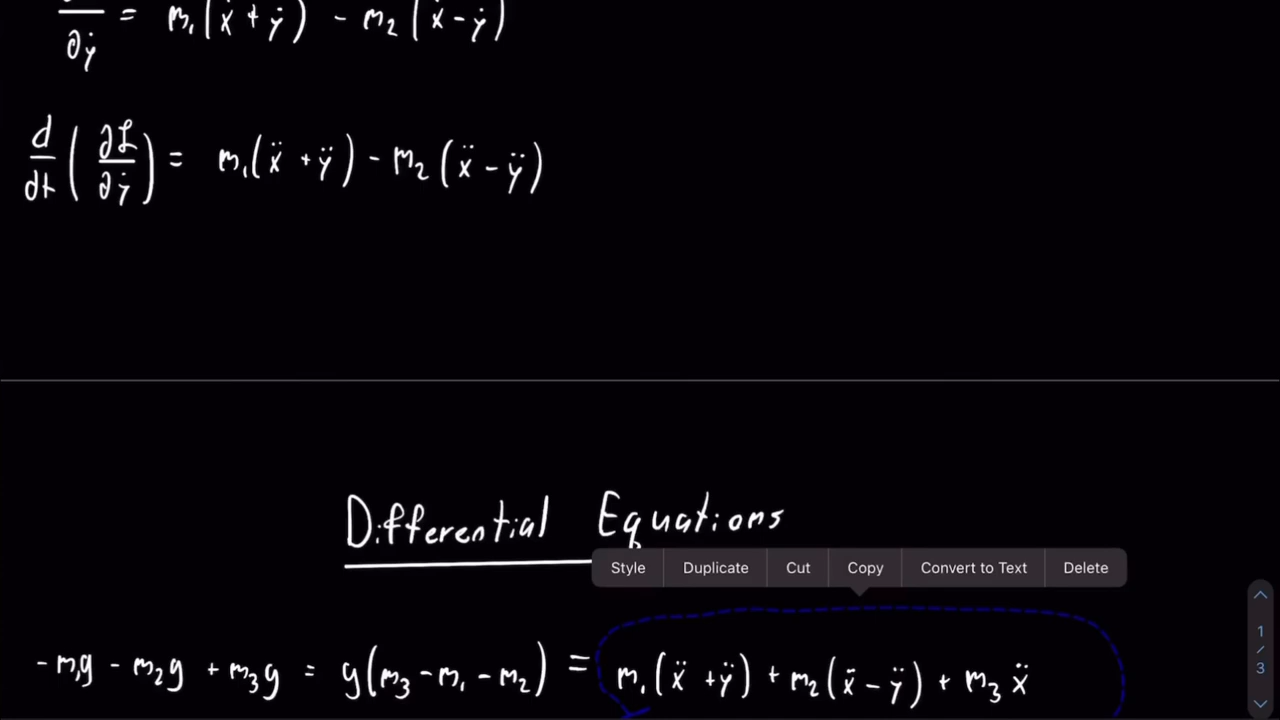 ∂ẏ = m₁(ẋ + ẏ) - m₂(ẋ - ẏ)
d/dt (∂ℒ/∂ẏ) = m₁(ẍ + ÿ) - m₂(ẍ - ÿ)
Differential Equations
Style Duplicate Cut Copy Convert to Text Delete
-m₁g - m₂g + m₃g = g(m₃ - m₁ - m₂) = m₁(ẍ + ÿ) + m₂(ẍ - ÿ) + m₃ẍ
1
/
3